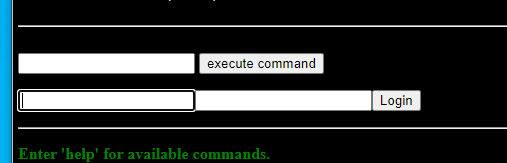 execute command
Login
Enter 'help' for available commands.